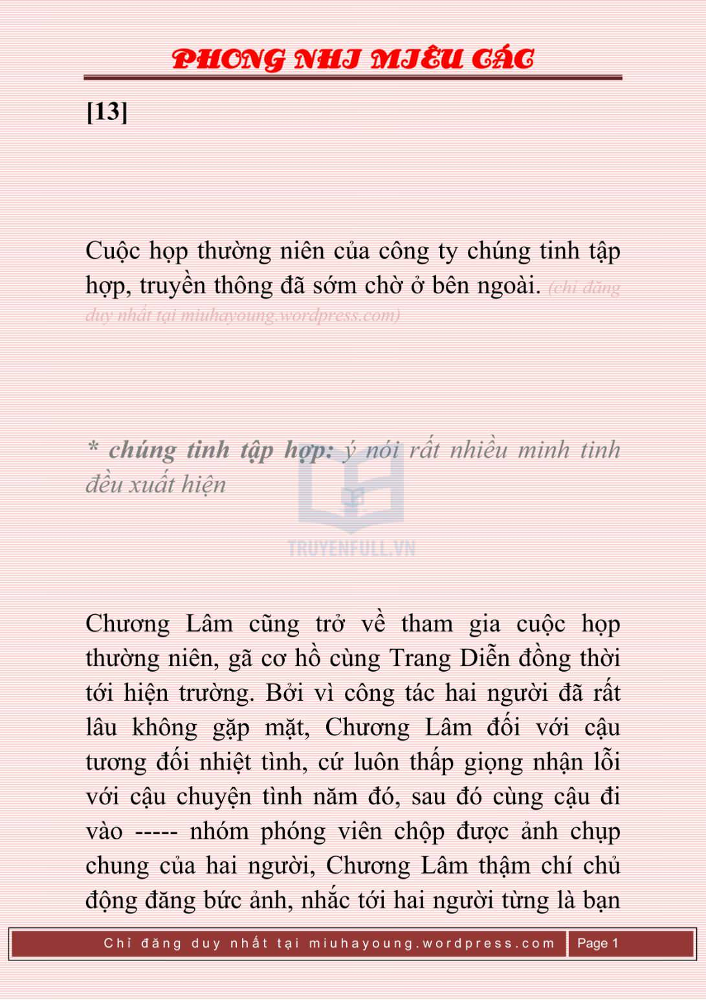 PHONG NHI MIÊU CÁC
[13]
Cuộc họp thường niên của công ty chúng tinh tập
hợp, truyền thông đã sớm chờ ở bên ngoài. (chỉ đăng
duy nhất tại miuhayoung.wordpress.com)
* chúng tinh tập hợp: ý nói rất nhiều minh tinh
đều xuất hiện
TRUYENFULL.VN
Chương Lâm cũng trở về tham gia cuộc họp
thường niên, gã cơ hồ cùng Trang Diễn đồng thời
tới hiện trường. Bởi vì công tác hai người đã rất
lâu không gặp mặt, Chương Lâm đối với cậu
tương đối nhiệt tình, cứ luôn thấp giọng nhận lỗi
với cậu chuyện tình năm đó, sau đó cùng cậu đi
vào ----- nhóm phóng viên chộp được ảnh chụp
chung của hai người, Chương Lâm thậm chí chủ
động đăng bức ảnh, nhắc tới hai người từng là bạn
Chỉ đăng duy nhất tại miuhayoung.wordpress.com Page 1